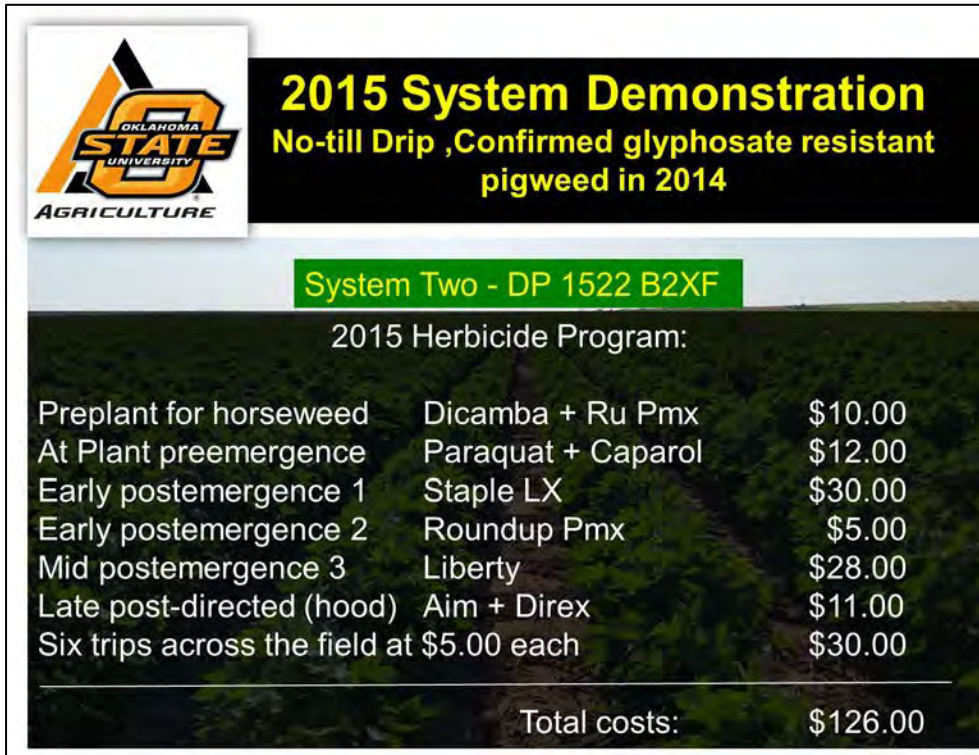 OKLAHOMA
STATE
UNIVERSITY
®
AGRICULTURE
2015 System Demonstration
No-till Drip ,Confirmed glyphosate resistant
pigweed in 2014
System Two - DP 1522 B2XF
2015 Herbicide Program:
Preplant for horseweed Dicamba + Ru Pmx $10.00
At Plant preemergence Paraquat + Caparol $12.00
Early postemergence 1 Staple LX $30.00
Early postemergence 2 Roundup Pmx $5.00
Mid postemergence 3 Liberty $28.00
Late post-directed (hood) Aim + Direx $11.00
Six trips across the field at $5.00 each $30.00
Total costs: $126.00